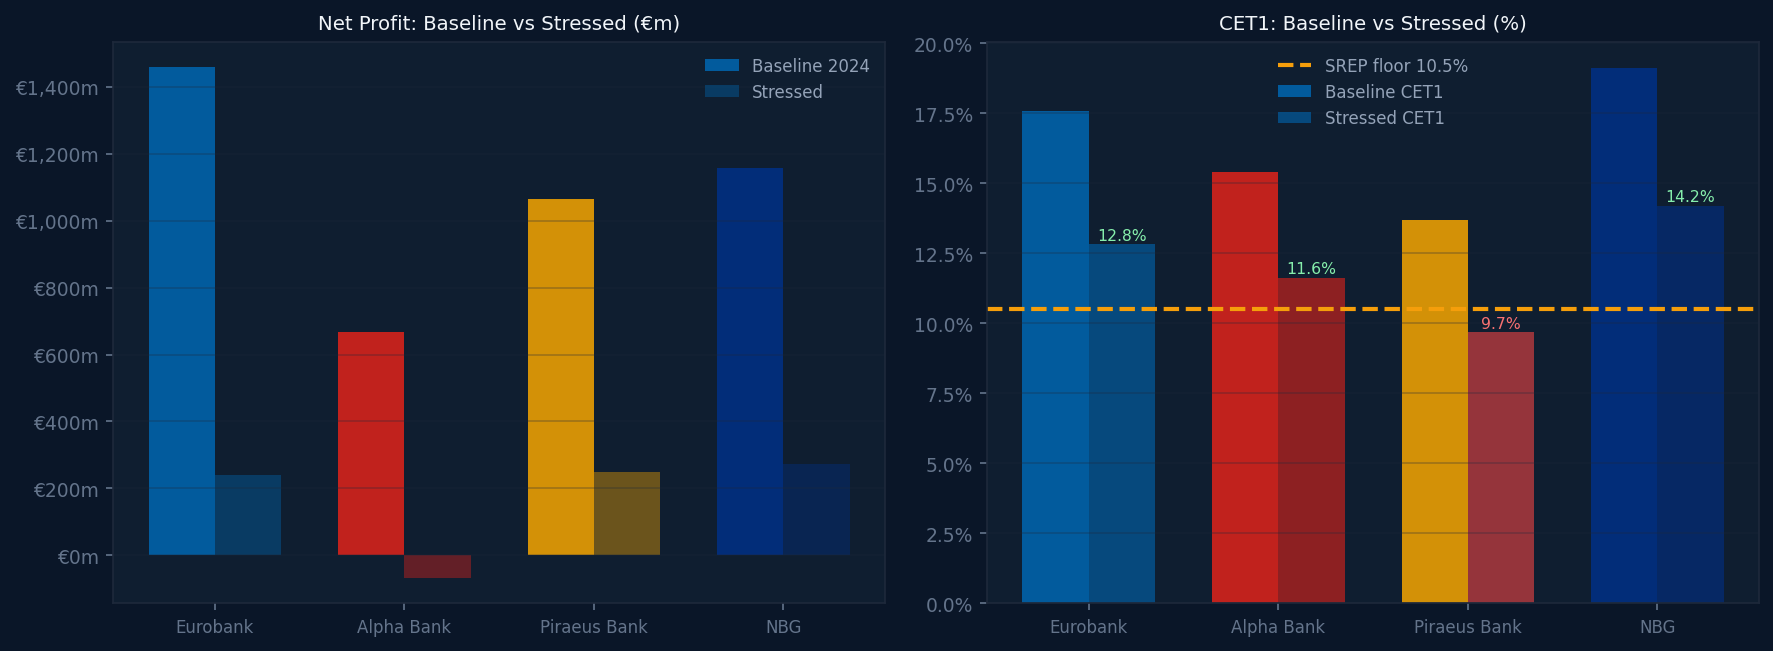 Net Profit: Baseline vs Stressed (€m)
€1,400m
€1,200m
€1,000m
€800m
€600m
€400m
€200m
€0m
Baseline 2024
Stressed
Eurobank
Alpha Bank
Piraeus Bank
NBG
CET1: Baseline vs Stressed (%)
20.0%
17.5%
15.0%
12.5%
10.0%
7.5%
5.0%
2.5%
0.0%
SREP floor 10.5%
Baseline CET1
Stressed CET1
12.8%
11.6%
9.7%
14.2%
Eurobank
Alpha Bank
Piraeus Bank
NBG